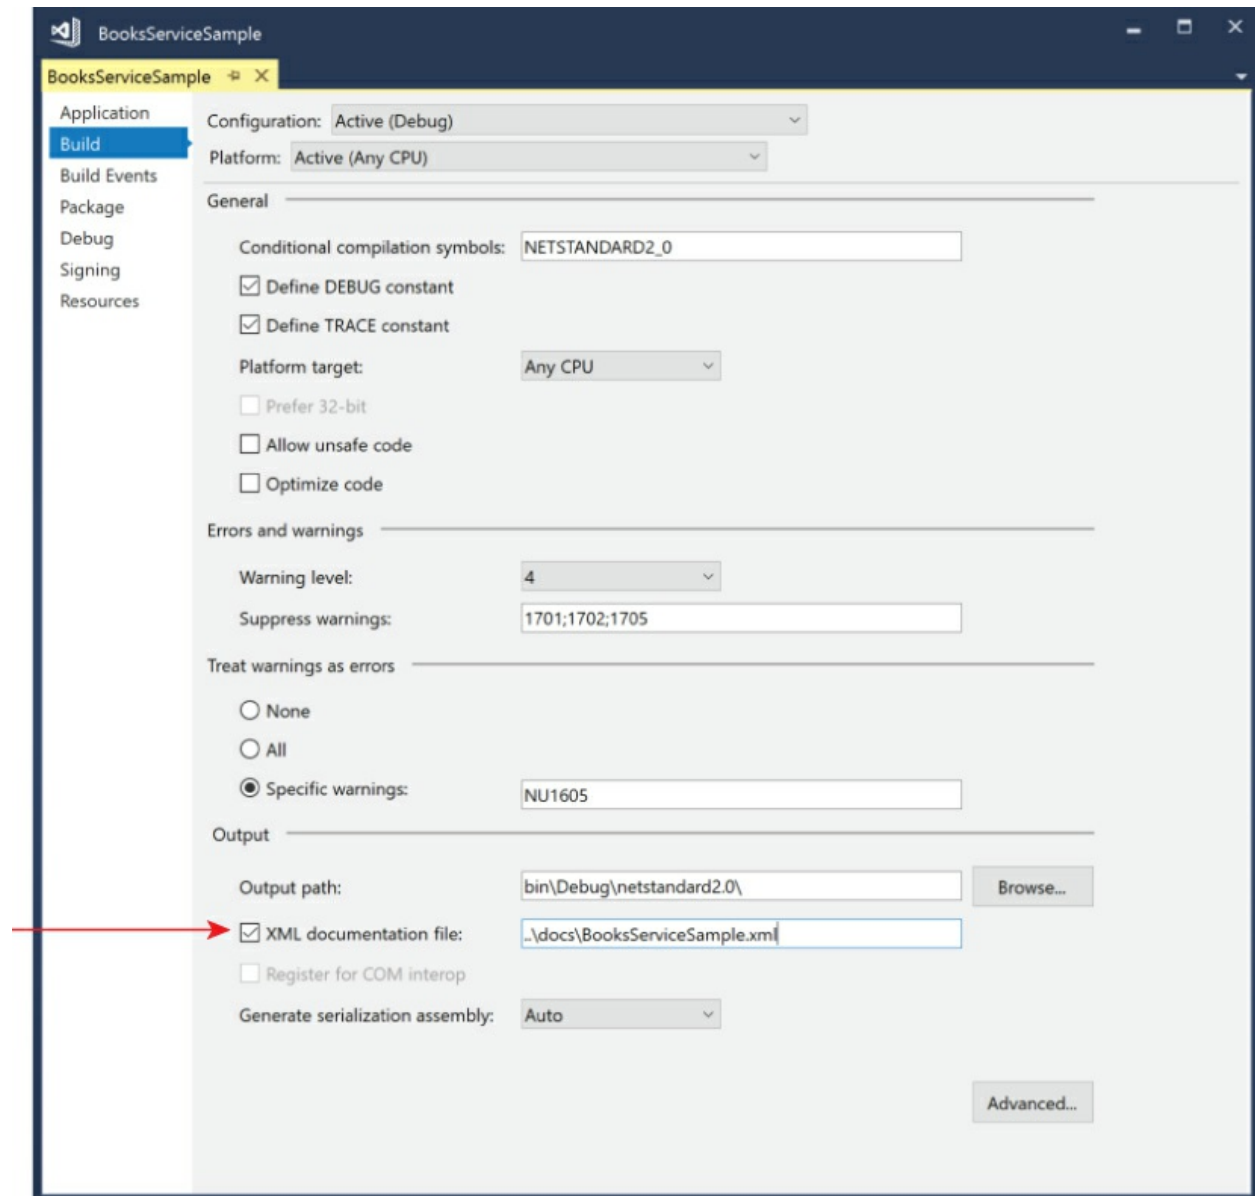 BooksServiceSample
BooksServiceSample
Application
Build
Build Events
Package
Debug
Signing
Resources
Configuration: Active (Debug)
Platform: Active (Any CPU)
General
Conditional compilation symbols: NETSTANDARD2_0
Define DEBUG constant
Define TRACE constant
Platform target: Any CPU
Prefer 32-bit
Allow unsafe code
Optimize code
Errors and warnings
Warning level: 4
Suppress warnings: 1701;1702;1705
Treat warnings as errors
None
All
Specific warnings: NU1605
Output
Output path: bin\Debug\netstandard2.0\ Browse...
XML documentation file: ..\docs\BooksServiceSample.xml
Register for COM interop
Generate serialization assembly: Auto
Advanced...